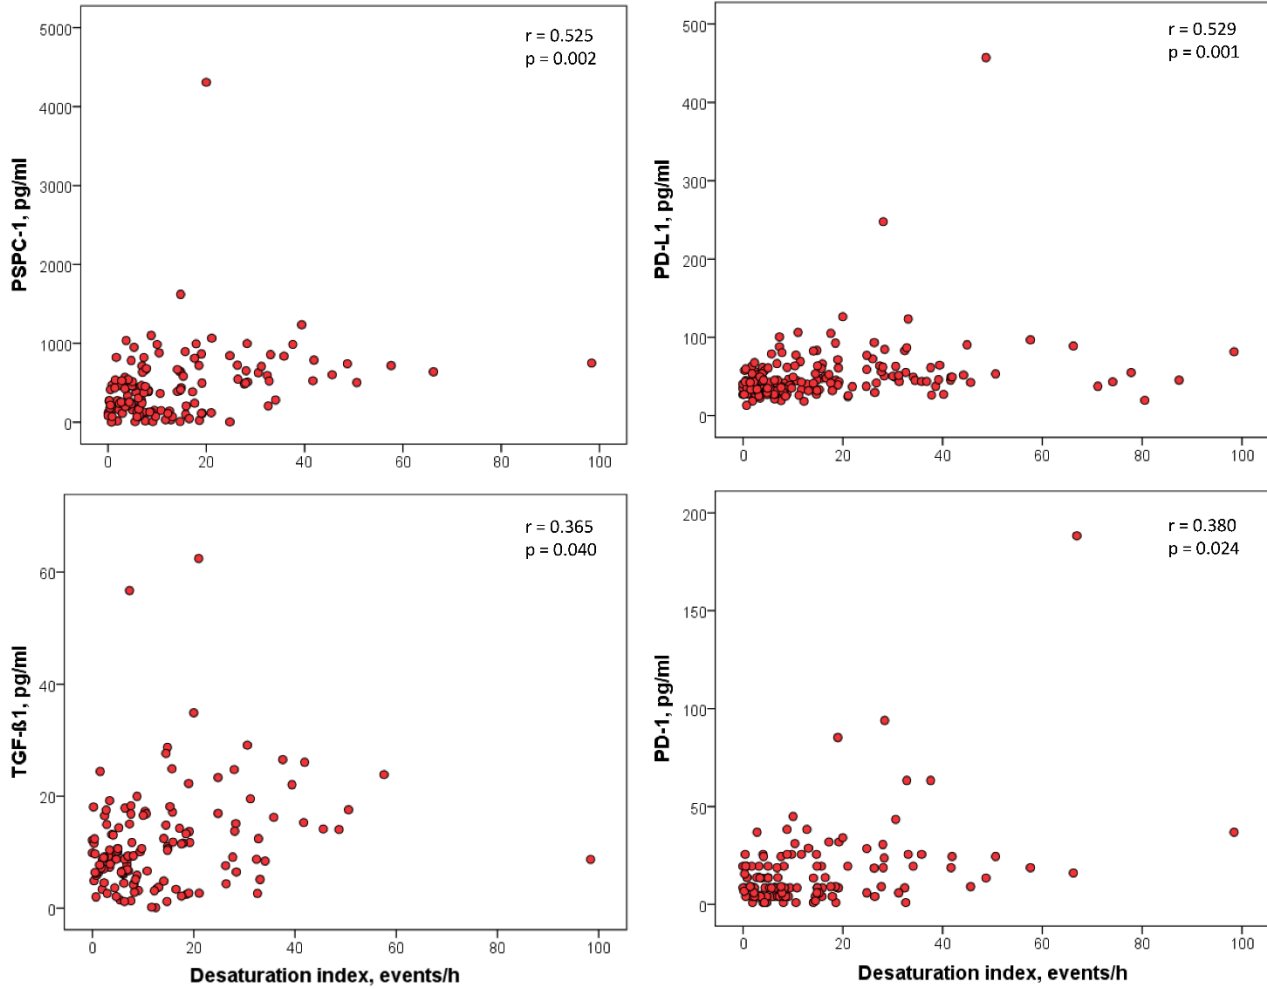 5000
4000
3000
2000
1000
0
PSPC-1, pg/ml
r = 0.525
p = 0.002
0 20 40 60 80 100
500
400
300
200
100
0
PD-L1, pg/ml
r = 0.529
p = 0.001
0 20 40 60 80 100
60
40
20
0
TGF-ß1, pg/ml
r = 0.365
p = 0.040
0 20 40 60 80 100
Desaturation index, events/h
200
150
100
50
0
PD-1, pg/ml
r = 0.380
p = 0.024
0 20 40 60 80 100
Desaturation index, events/h